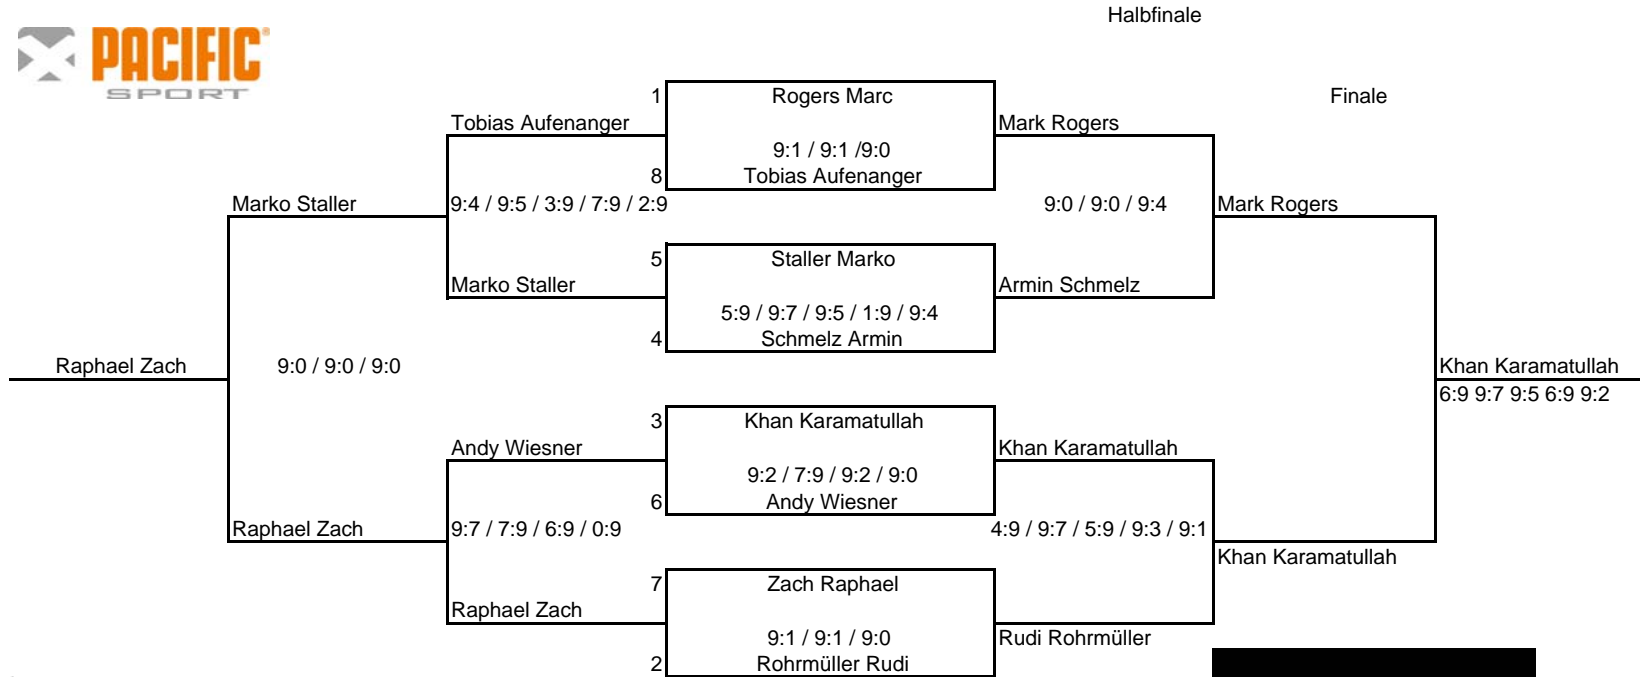 Halbfinale
PACIFIC®
SPORT
1 Rogers Marc Finale
Tobias Aufenanger Mark Rogers
9:1 / 9:1 /9:0
8 Tobias Aufenanger
Marko Staller 9:4 / 9:5 / 3:9 / 7:9 / 2:9 9:0 / 9:0 / 9:4 Mark Rogers
5 Staller Marko
Marko Staller Armin Schmelz
5:9 / 9:7 / 9:5 / 1:9 / 9:4
4 Schmelz Armin
Raphael Zach 9:0 / 9:0 / 9:0 Khan Karamatullah
6:9 9:7 9:5 6:9 9:2
3 Khan Karamatullah
Andy Wiesner Khan Karamatullah
9:2 / 7:9 / 9:2 / 9:0
6 Andy Wiesner
Raphael Zach 9:7 / 7:9 / 6:9 / 0:9 4:9 / 9:7 / 5:9 / 9:3 / 9:1
Khan Karamatullah
7 Zach Raphael
Raphael Zach
9:1 / 9:1 / 9:0 Rudi Rohrmüller
2 Rohrmüller Rudi